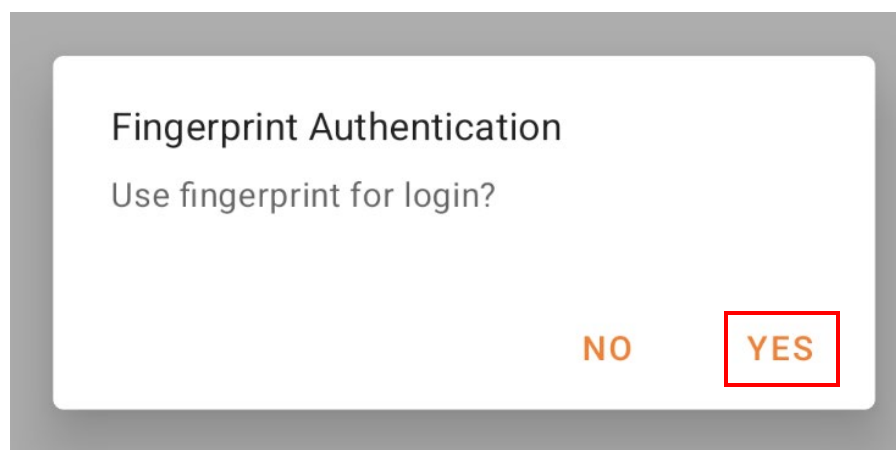 Fingerprint Authentication
Use fingerprint for login?
NO YES